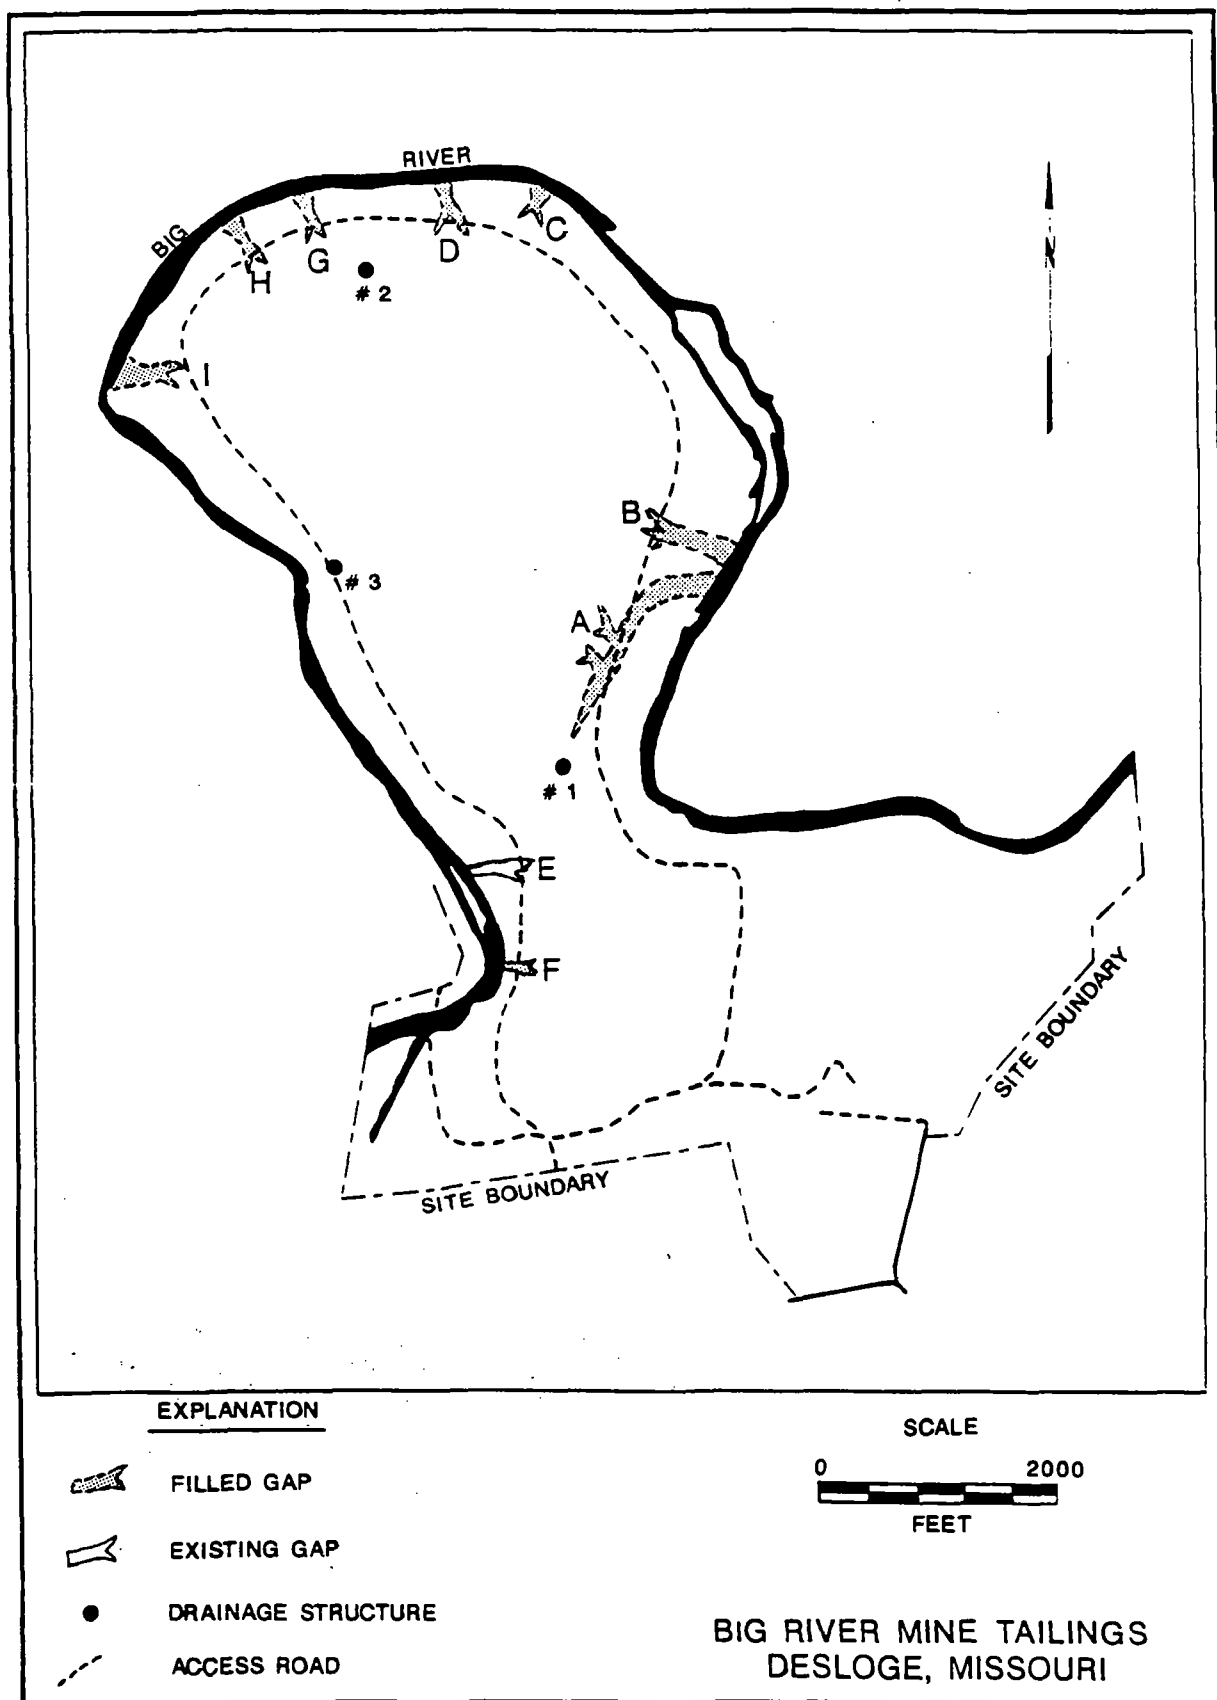 RIVER
BIG
C
D
G
H
# 2
I
B
# 3
A
# 1
E
F
SITE BOUNDARY
SITE BOUNDARY
EXPLANATION
FILLED GAP
EXISTING GAP
DRAINAGE STRUCTURE
ACCESS ROAD
SCALE
0 2000
FEET
BIG RIVER MINE TAILINGS
DESLOGE, MISSOURI